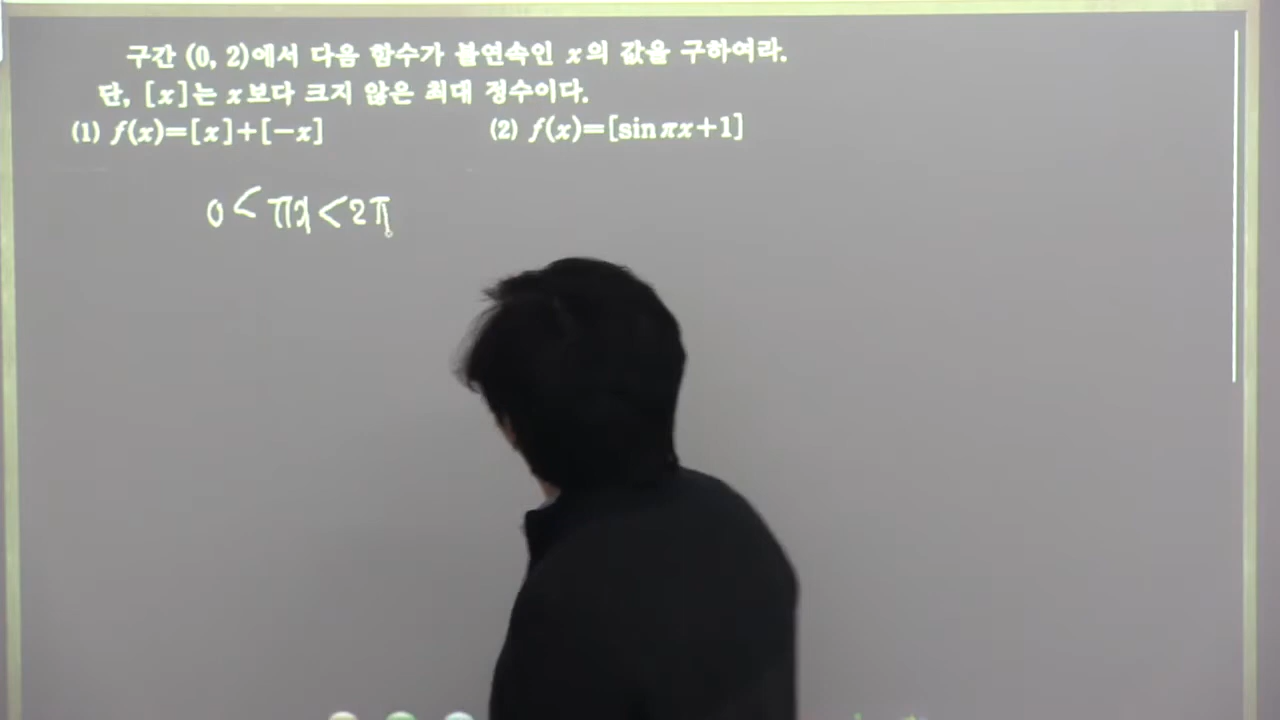 구간 (0, 2)에서 다음 함수가 불연속인 x의 값을 구하여라.
단, [x]는 x보다 크지 않은 최대 정수이다.
(1) f(x)=[x]+[-x]
(2) f(x)=[sinπx+1]
0<πx<2π